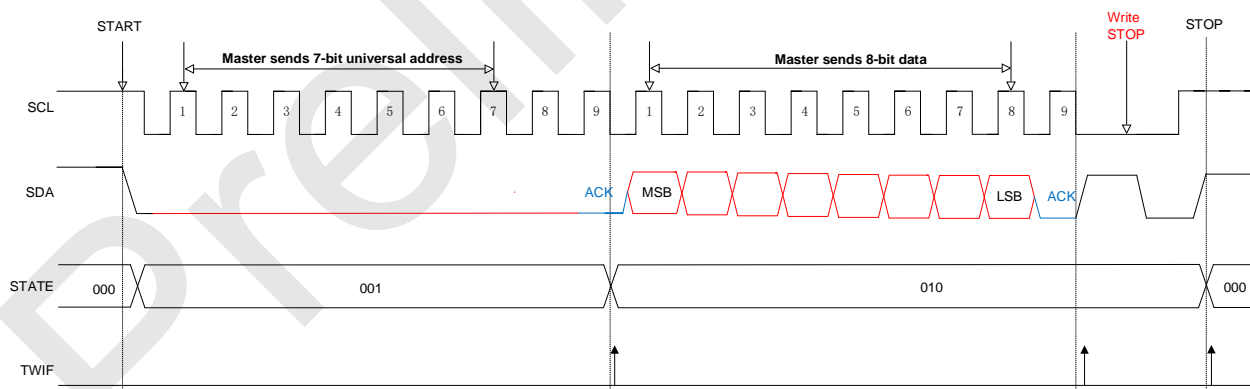 START
Write
STOP
STOP
Master sends 7-bit universal address
Master sends 8-bit data
SCL
1 2 3 4 5 6 7 8 9 1 2 3 4 5 6 7 8 9
SDA
ACK MSB LSB ACK
STATE
000 001 010 000
TWIF
Preli